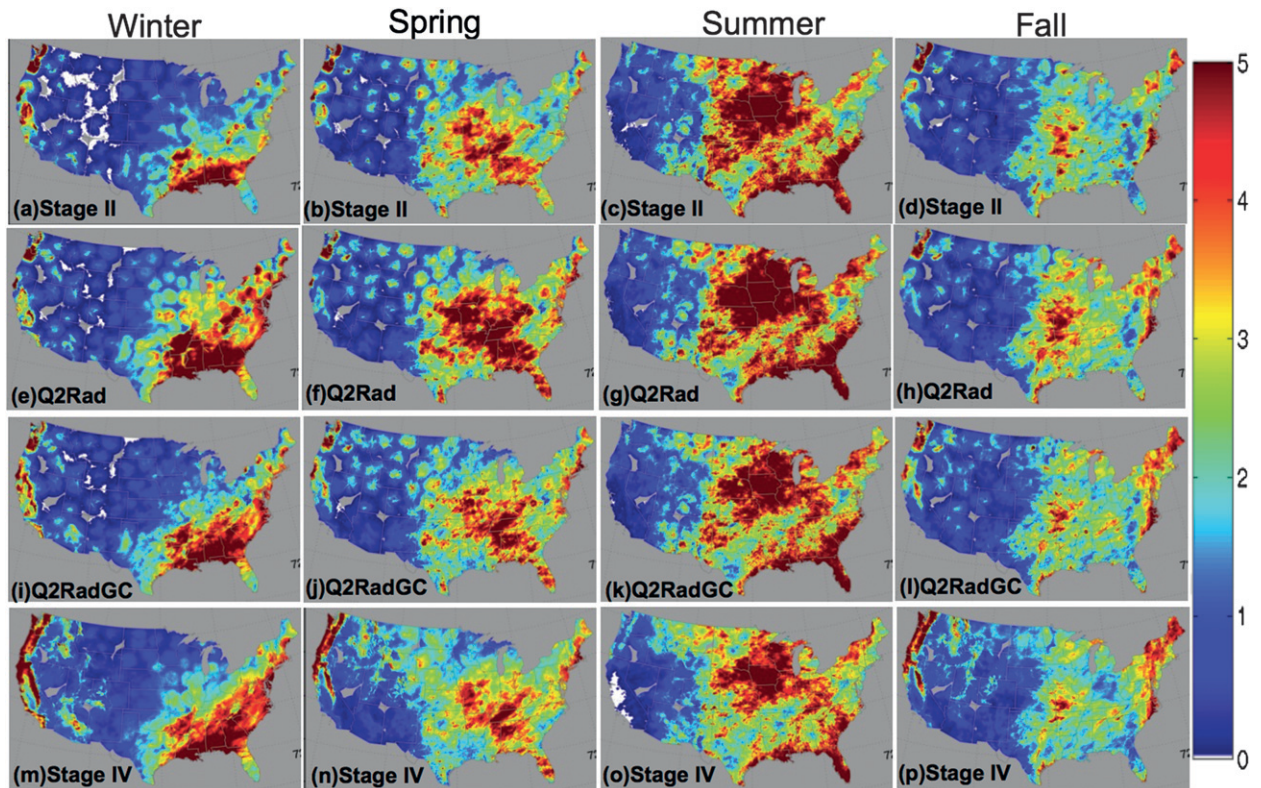 Winter Spring Summer Fall
(a)Stage II (b)Stage II (c)Stage II (d)Stage II
(e)Q2Rad (f)Q2Rad (g)Q2Rad (h)Q2Rad
(i)Q2RadGC (j)Q2RadGC (k)Q2RadGC (l)Q2RadGC
(m)Stage IV (n)Stage IV (o)Stage IV (p)Stage IV
5
4
3
2
1
0